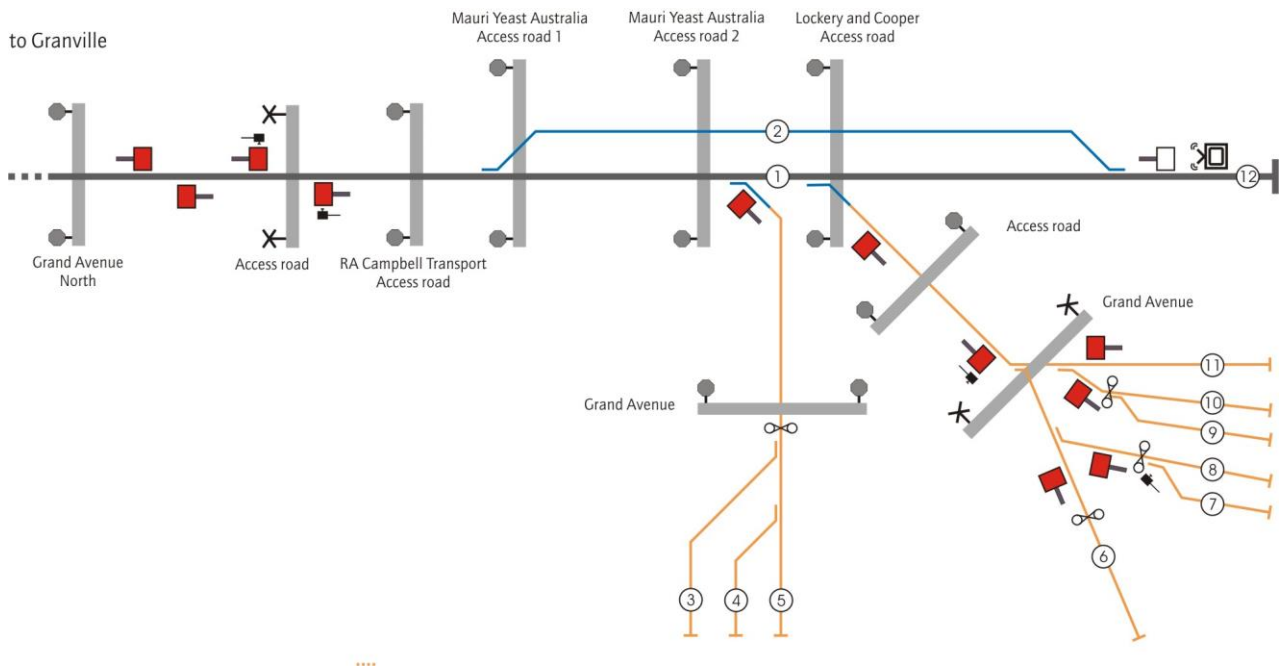 Mauri Yeast Australia
Access road 1
Mauri Yeast Australia
Access road 2
Lockery and Cooper
Access road
to Granville
2
1
12
Grand Avenue
North
Access road
RA Campbell Transport
Access road
Access road
Grand Avenue
11
10
9
8
7
Grand Avenue
6
3
4
5